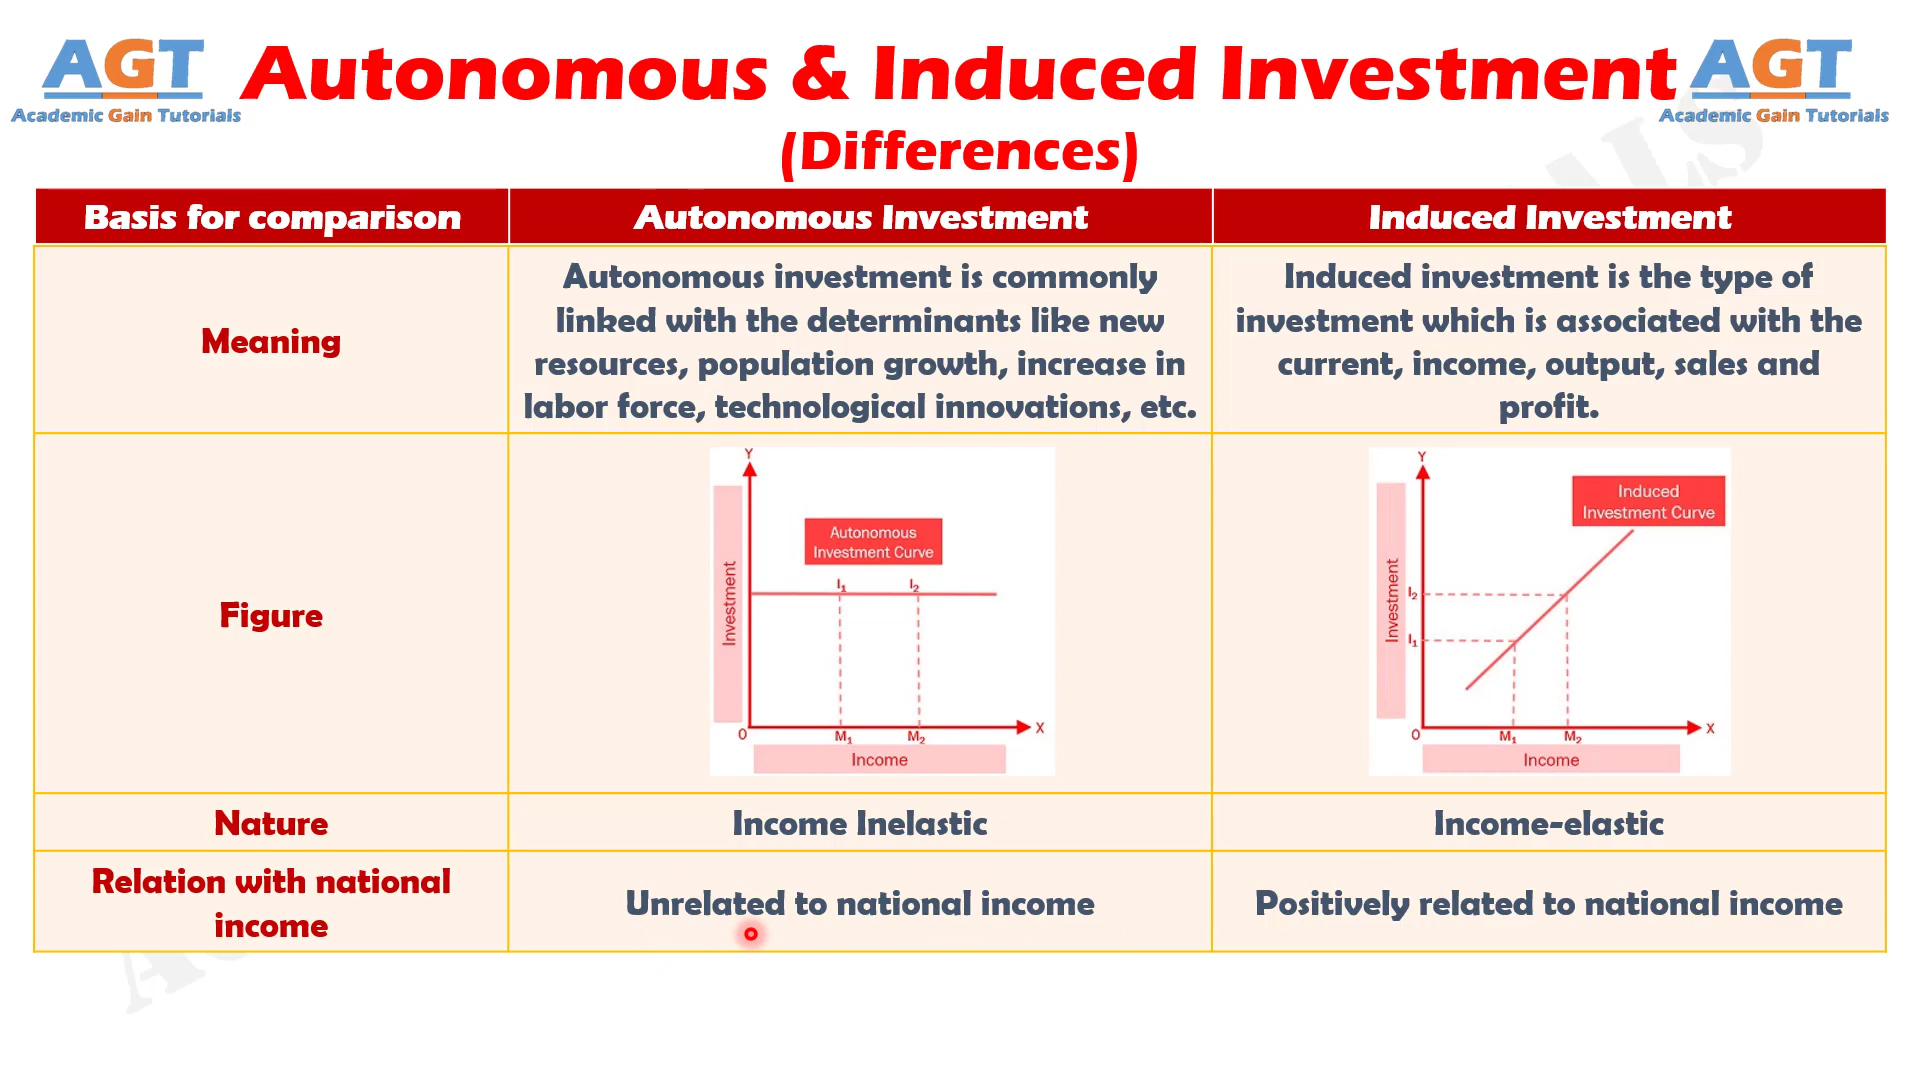 AGT
Academic Gain Tutorials
Autonomous & Induced Investment
(Differences)
AGT
Academic Gain Tutorials
Basis for comparison
Autonomous Investment
Induced Investment
Meaning
Autonomous investment is commonly
linked with the determinants like new
resources, population growth, increase in
labor force, technological innovations, etc.
Induced investment is the type of
investment which is associated with the
current, income, output, sales and
profit.
Figure
Y
Investment
Autonomous
Investment Curve
I₁
I₂
O
M₁
M₂
X
Income
Y
Investment
Induced
Investment Curve
I₂
I₁
O
M₁
M₂
X
Income
Nature
Income Inelastic
Income-elastic
Relation with national
income
Unrelated to national income
Positively related to national income